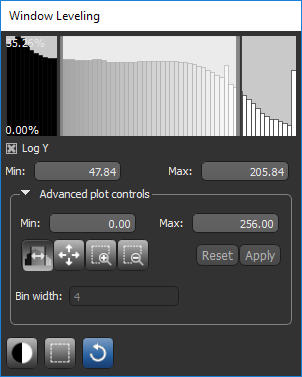 Window Leveling
55.26%
0.00%
Log Y
Min: 47.84 Max: 205.84
Advanced plot controls
Min: 0.00 Max: 256.00
Reset Apply
Bin width: 4